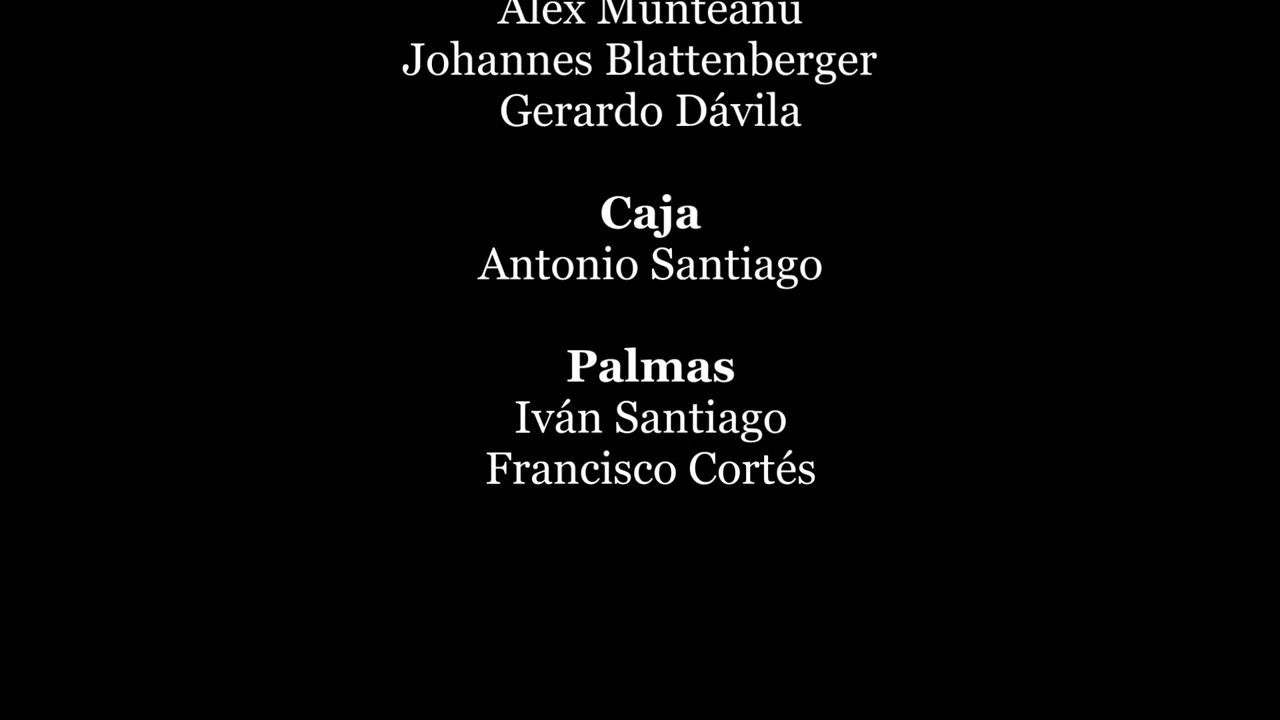 Alex Munteanu
Johannes Blattenberger
Gerardo Dávila
Caja
Antonio Santiago
Palmas
Iván Santiago
Francisco Cortés